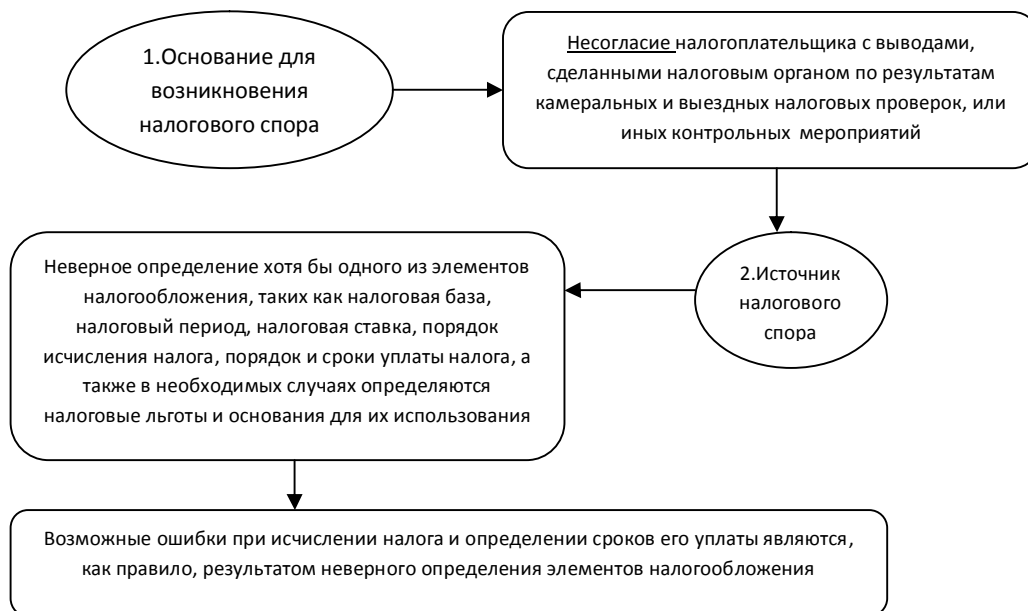 1.Основание для
возникновения
налогового спора
Несогласие налогоплательщика с выводами,
сделанными налоговым органом по результатам
камеральных и выездных налоговых проверок, или
иных контрольных мероприятий
2.Источник
налогового
спора
Неверное определение хотя бы одного из элементов
налогообложения, таких как налоговая база,
налоговый период, налоговая ставка, порядок
исчисления налога, порядок и сроки уплаты налога, а
также в необходимых случаях определяются
налоговые льготы и основания для их использования
Возможные ошибки при исчислении налога и определении сроков его уплаты являются,
как правило, результатом неверного определения элементов налогообложения